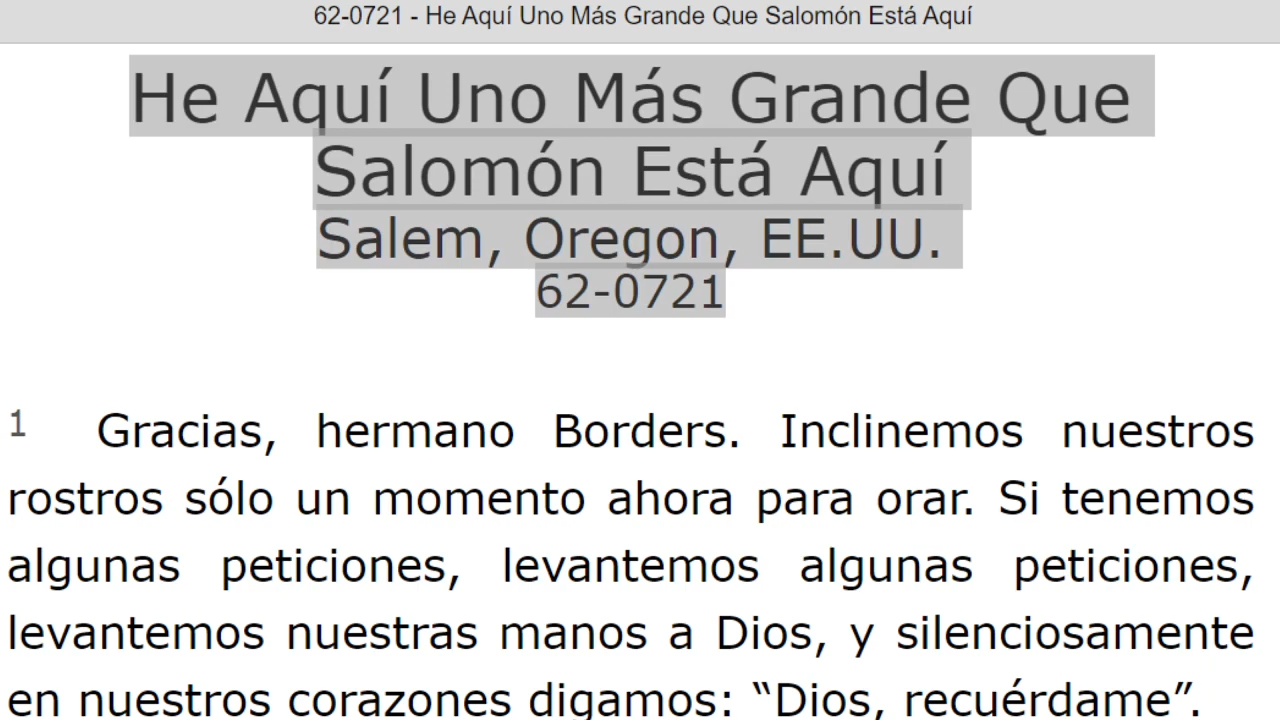 62-0721 - He Aquí Uno Más Grande Que Salomón Está Aquí
He Aquí Uno Más Grande Que
Salomón Está Aquí
Salem, Oregon, EE.UU.
62-0721
1 Gracias, hermano Borders. Inclinemos nuestros
rostros sólo un momento ahora para orar. Si tenemos
algunas peticiones, levantemos algunas peticiones,
levantemos nuestras manos a Dios, y silenciosamente
en nuestros corazones digamos: “Dios, recuérdame”.